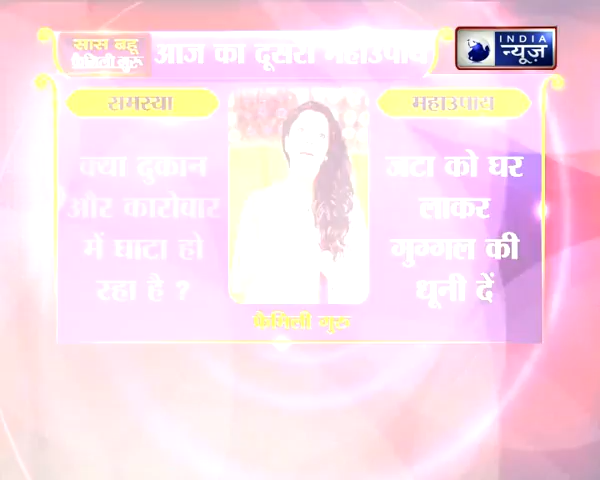 सास बहू
फैमिली गुरु
आज का दूसरा महाउपाय
INDIA
न्यूज़
समस्या
क्या दुकान
और कारोबार
में घाटा हो
रहा है ?
महाउपाय
जटा को घर
लाकर
गुग्गल की
धूनी दें
फैमिली गुरु